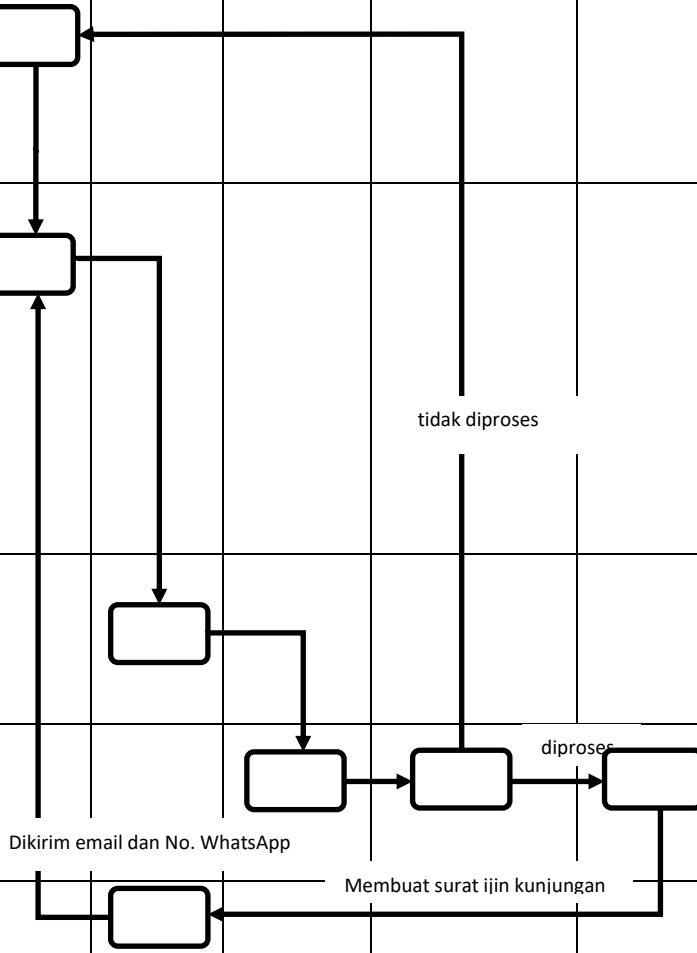 tidak diproses
diproses
Dikirim email dan No. WhatsApp
Membuat surat ijin kunjungan